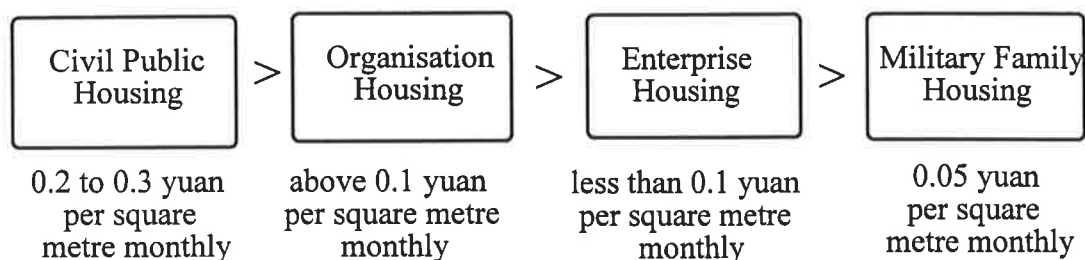 Civil Public
Housing
>
Organisation
Housing
>
Enterprise
Housing
>
Military Family
Housing
0.2 to 0.3 yuan
per square
metre monthly
above 0.1 yuan
per square metre
monthly
less than 0.1 yuan
per square metre
monthly
0.05 yuan
per square
metre monthly